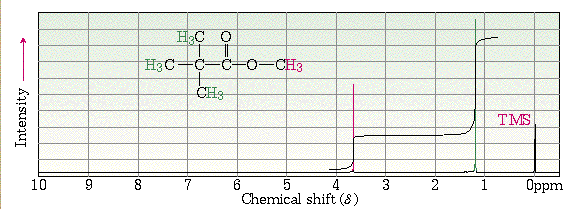 H₃C O
H₃C—C—C—O—CH₃
CH₃
Intensity →
TMS
10 9 8 7 6 5 4 3 2 1 0ppm
Chemical shift (δ)